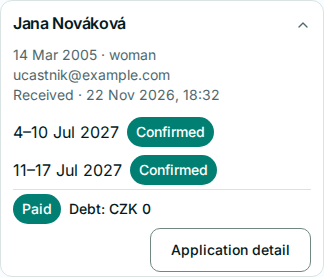 Jana Nováková
14 Mar 2005 · woman
ucastnik@example.com
Received · 22 Nov 2026, 18:32
4–10 Jul 2027 Confirmed
11–17 Jul 2027 Confirmed
Paid Debt: CZK 0
Application detail